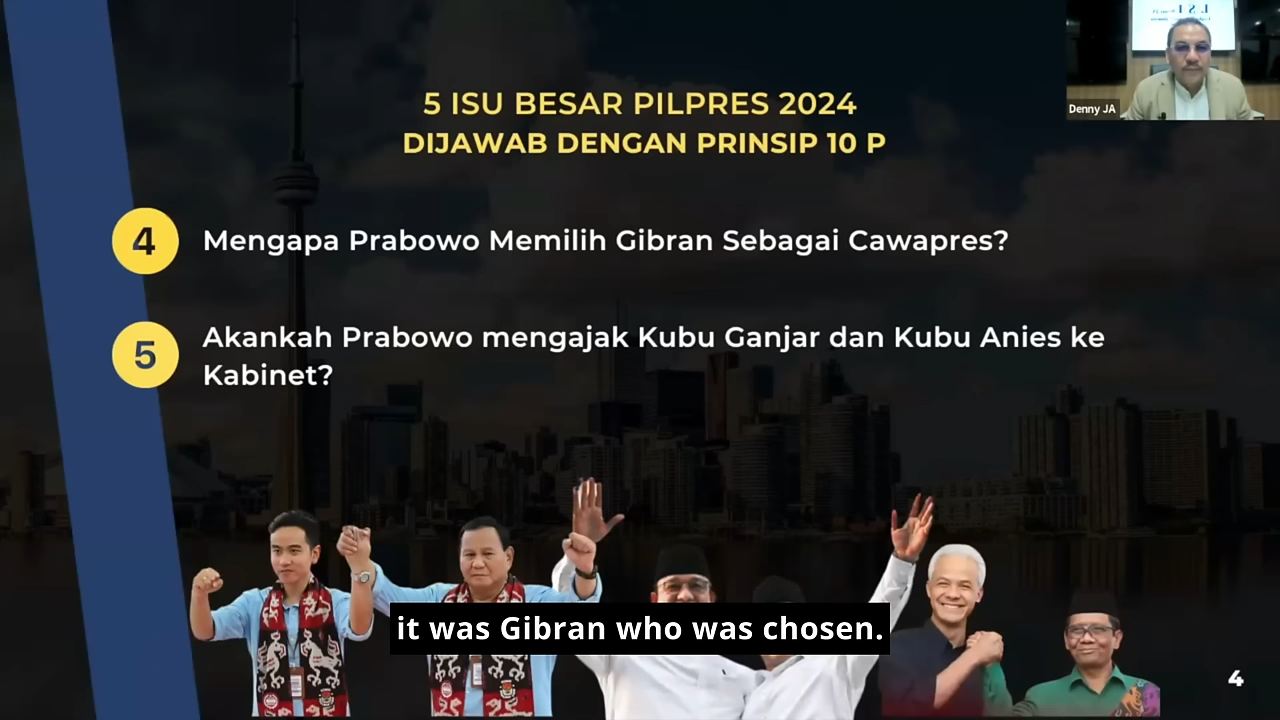 5 ISU BESAR PILPRES 2024
DIJAWAB DENGAN PRINSIP 10 P
Denny JA
4
Mengapa Prabowo Memilih Gibran Sebagai Cawapres?
5
Akankah Prabowo mengajak Kubu Ganjar dan Kubu Anies ke
Kabinet?
it was Gibran who was chosen.
4